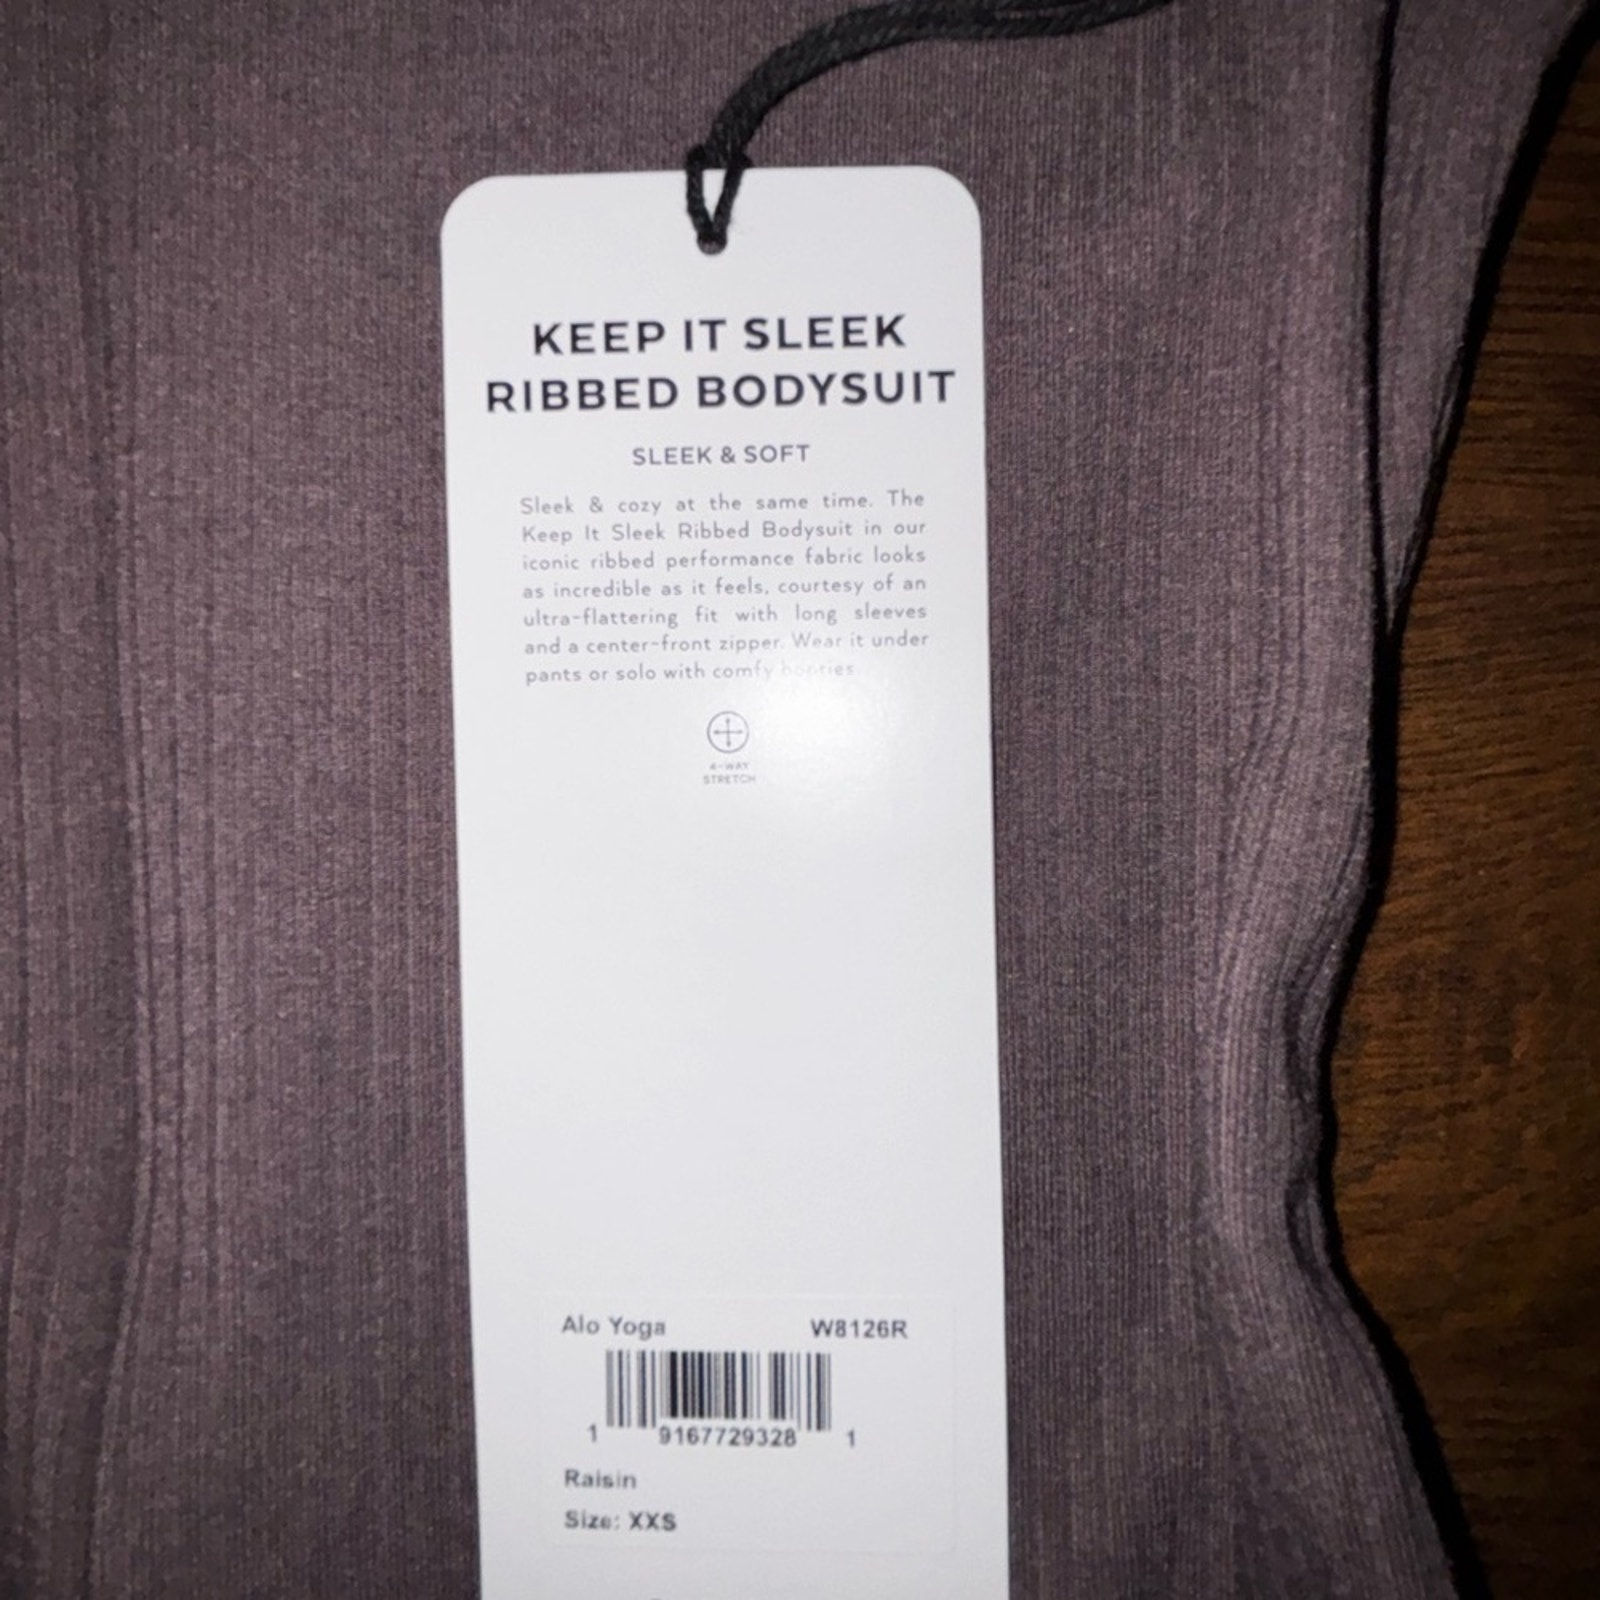 KEEP IT SLEEK
RIBBED BODYSUIT
SLEEK & SOFT
Sleek & cozy at the same time. The
Keep It Sleek Ribbed Bodysuit in our
iconic ribbed performance fabric looks
as incredible as it feels, courtesy of an
ultra-flattering fit with long sleeves
and a center-front zipper. Wear it under
pants or solo with comfy booties.
4-WAY
STRETCH
Alo Yoga W8126R
1 9167729328 1
Raisin
Size: XXS